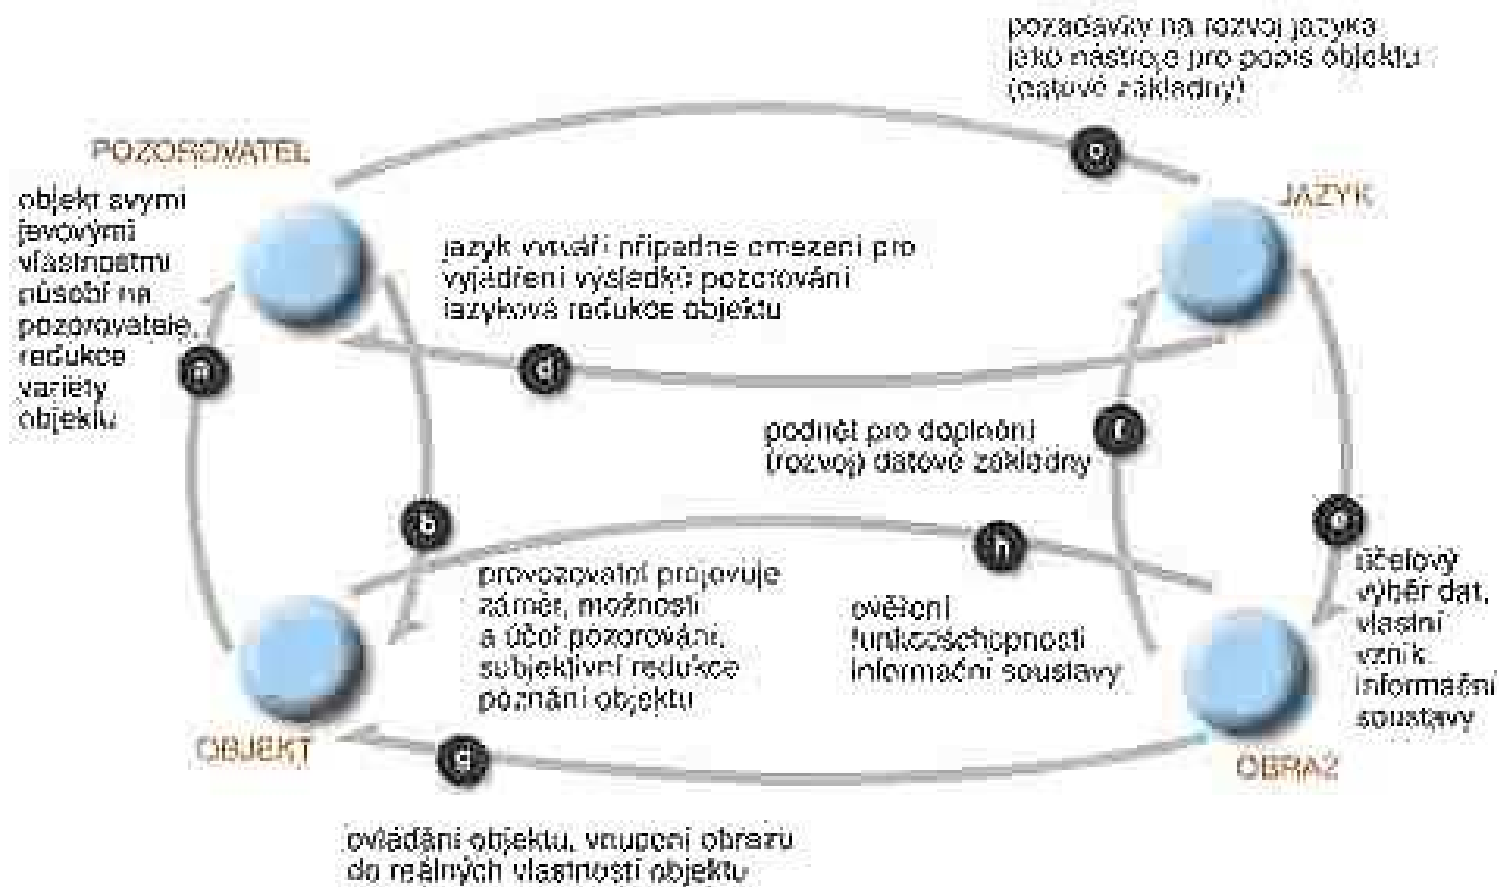 požadavky na rozvoj jazyka
jako nástroje pro popis objektu
(datové základny)
c
POZOROVATEL
JAZYK
objekt svými
jevovými
vlastnostmi
působí na
pozorovatele,
redukce
variety
objektu
a
jazyk vytváří případné omezení pro
vyjádření výsledků pozorování
jazyková redukce objektu
d
podnět pro doplnění
(rozvoj) datové základny
f
b
h
e
provozovatel projevuje
záměr, možnosti
a účel pozorování,
subjektivní redukce
poznání objektu
ověření
funkceschopnosti
informační soustavy
účelový
výběr dat,
vlastní
vznik
informační
soustavy
OBJEKT
OBRAZ
g
ovládání objektu, vnucení obrazu
do reálných vlastností objektu